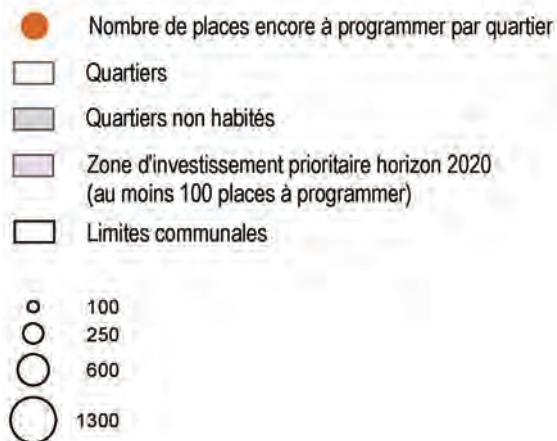 Nombre de places encore à programmer par quartier
Quartiers
Quartiers non habités
Zone d'investissement prioritaire horizon 2020
(au moins 100 places à programmer)
Limites communales
100
250
600
1300